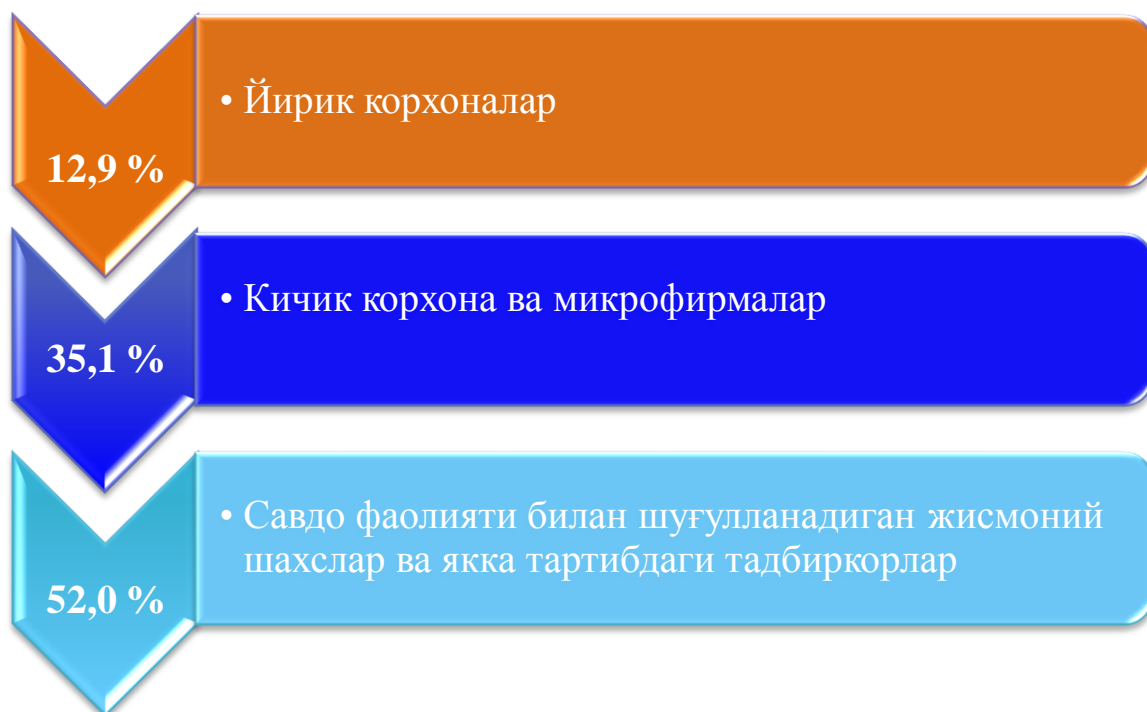 • Йирик корхоналар
12,9 %
• Кичик корхона ва микрофирмалар
35,1 %
• Савдо фаолияти билан шуғулланадиган жисмоний
шахслар ва якка тартибдаги тадбиркорлар
52,0 %